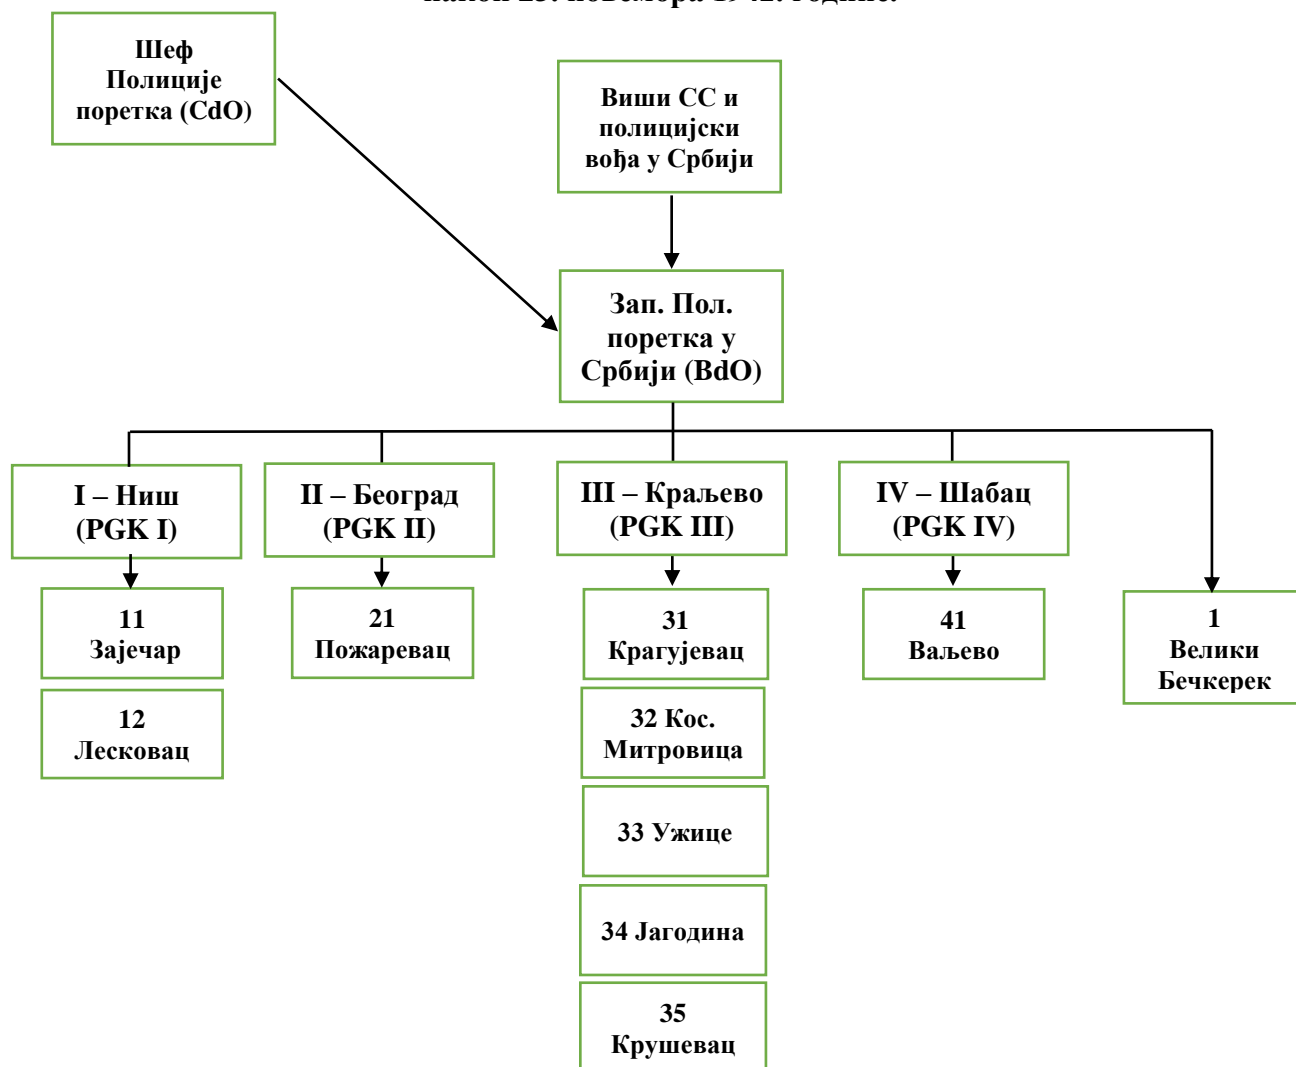 Шеф
Полиције
поретка (CdO)
Виши СС и
полицијски
вођа у Србији
Зап. Пол.
поретка у
Србији (BdO)
I – Ниш
(PGK I)
II – Београд
(PGK II)
III – Краљево
(PGK III)
IV – Шабац
(PGK IV)
11
Зајечар
21
Пожаревац
31
Крагујевац
41
Ваљево
1
Велики
Бечкерек
12
Лесковац
32 Кос.
Митровица
33 Ужице
34 Јагодина
35
Крушевац